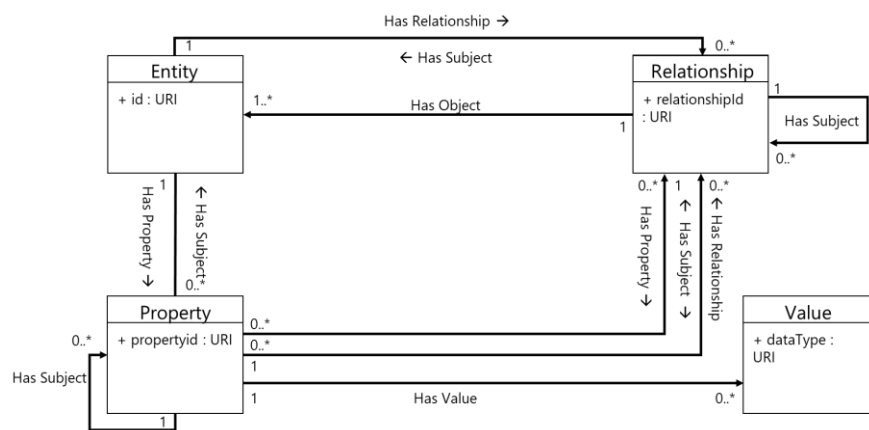 Has Relationship →
1
0..*
← Has Subject
Entity
+ id : URI
Relationship
+ relationshipId
: URI
1..*
Has Object
1
1
Has Subject
0..*
1
Has Property →
← Has Subject
0..*
0..*
1
0..*
Has Property →
← Has Subject →
← Has Relationship
Property
+ propertyid : URI
0..*
0..*
1
0..*
Has Subject
1
1
Has Value
0..*
Value
+ dataType :
URI